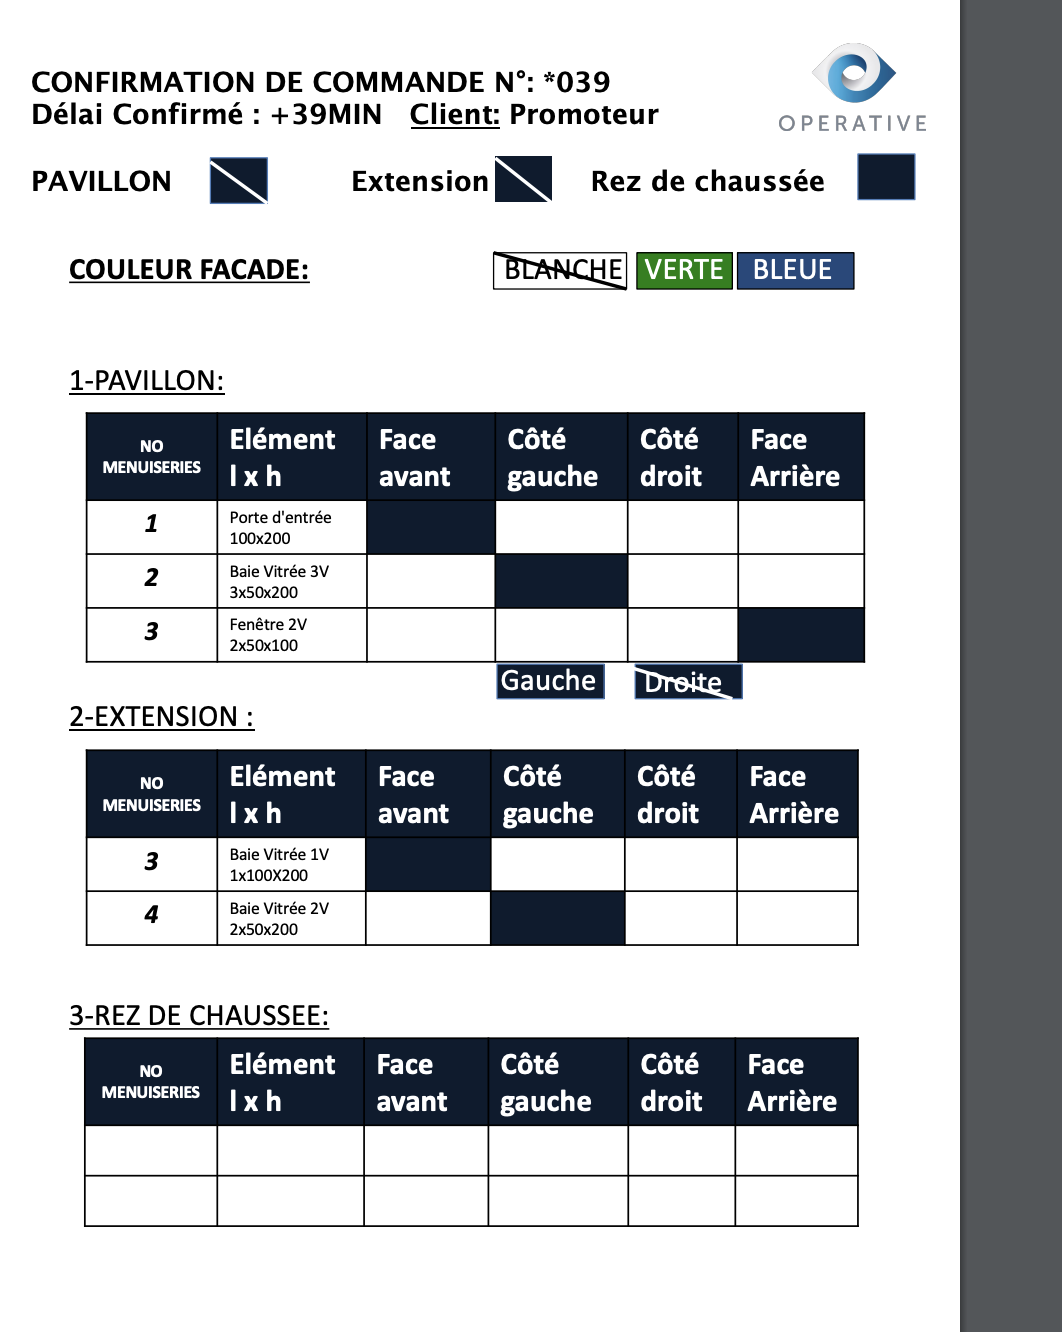 CONFIRMATION DE COMMANDE N°: *039
Délai Confirmé : +39MIN Client: Promoteur
OPERATIVE
PAVILLON Extension Rez de chaussée
COULEUR FACADE: BLANCHE VERTE BLEUE
1-PAVILLON:
NO MENUISERIES Elément l x h Face avant Côté gauche Côté droit Face Arrière
1 Porte d'entrée 100x200
2 Baie Vitrée 3V 3x50x200
3 Fenêtre 2V 2x50x100
Gauche Droite
2-EXTENSION :
NO MENUISERIES Elément l x h Face avant Côté gauche Côté droit Face Arrière
3 Baie Vitrée 1V 1x100X200
4 Baie Vitrée 2V 2x50x200
3-REZ DE CHAUSSEE:
NO MENUISERIES Elément l x h Face avant Côté gauche Côté droit Face Arrière